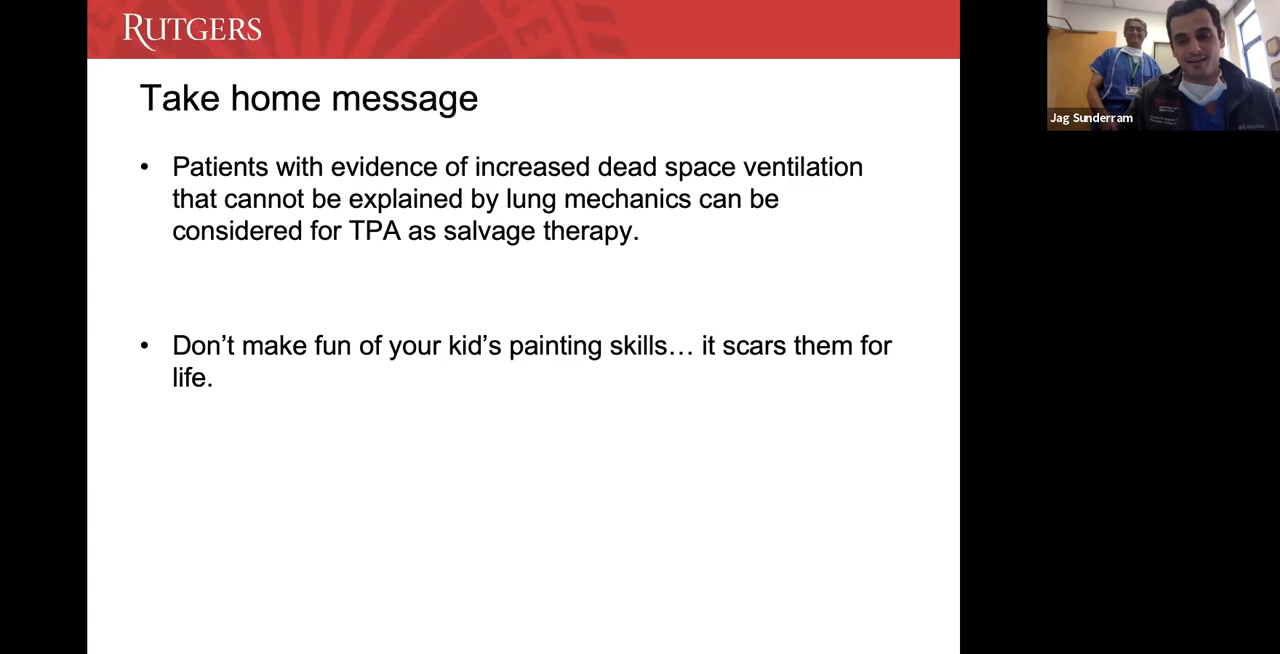 RUTGERS
Take home message
• Patients with evidence of increased dead space ventilation
that cannot be explained by lung mechanics can be
considered for TPA as salvage therapy.
• Don’t make fun of your kid’s painting skills… it scars them for
life.
Jag Sunderram